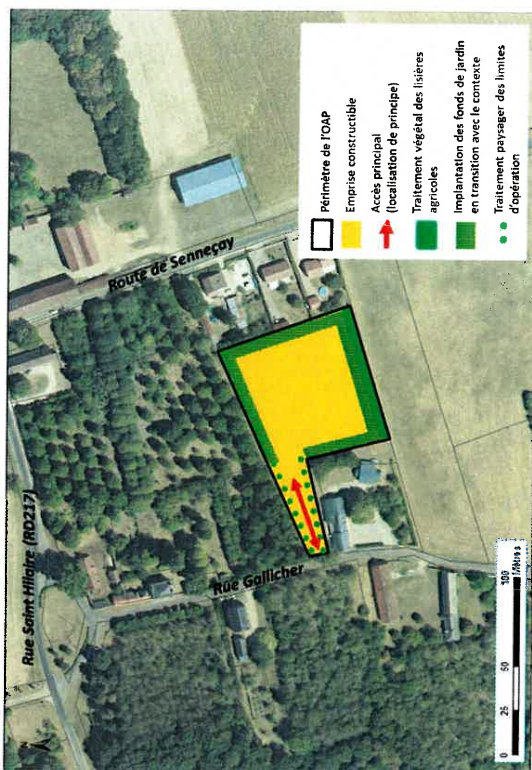 Rue Saint Hilaire (RD217)
Route de Senneçay
Rue Gallicher
Périmètre de l'OAP
Emprise constructible
Accès principal
(localisation de principe)
Traitement végétal des lisières
agricoles
Implantation des fonds de jardin
en transition avec le contexte
Traitement paysager des limites
d'opération
N
0 25 50 100
Mètres